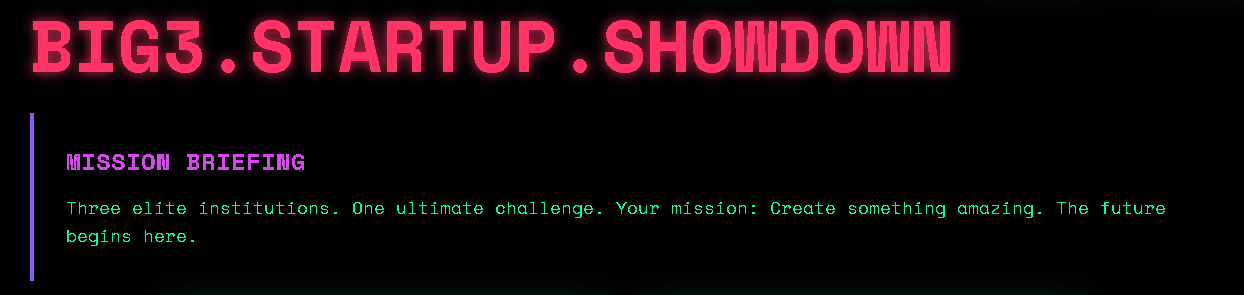 BIG3.STARTUP.SHOWDOWN
MISSION BRIEFING
Three elite institutions. One ultimate challenge. Your mission: Create something amazing. The future
begins here.